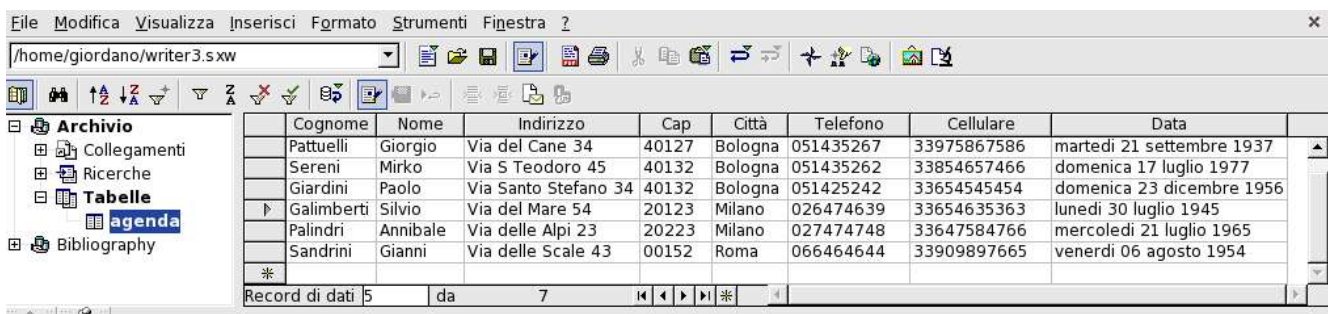 File Modifica Visualizza Inserisci Formato Strumenti Finestra ?
/home/giordano/writer3.sxw
Archivio
Collegamenti
Ricerche
Tabelle
agenda
Bibliography
Cognome Nome Indirizzo Cap Città Telefono Cellulare Data
Pattuelli Giorgio Via del Cane 34 40127 Bologna 051435267 33975867586 martedi 21 settembre 1937
Sereni Mirko Via S Teodoro 45 40132 Bologna 051435262 33854657466 domenica 17 luglio 1977
Giardini Paolo Via Santo Stefano 34 40132 Bologna 051425242 33654545454 domenica 23 dicembre 1956
Galimberti Silvio Via del Mare 54 20123 Milano 026474639 33654635363 lunedi 30 luglio 1945
Palindri Annibale Via delle Alpi 23 20223 Milano 027474748 33647584766 mercoledi 21 luglio 1965
Sandrini Gianni Via delle Scale 43 00152 Roma 066464644 33909897665 venerdi 06 agosto 1954
Record di dati 5 da 7